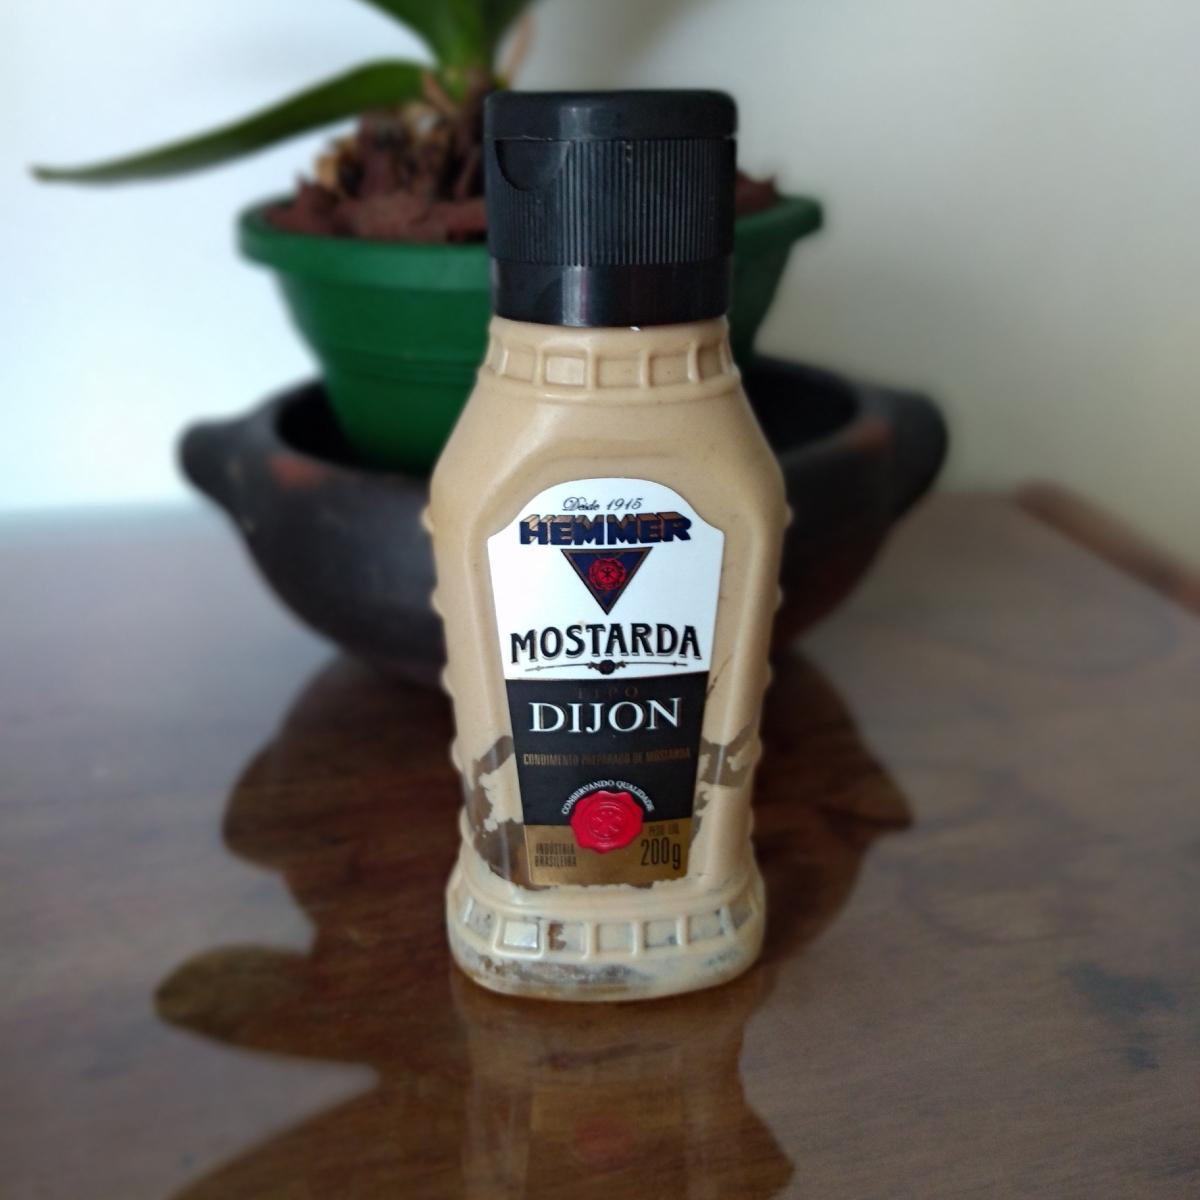 Desde 1915
HEMMER
MOSTARDA
TIPO
DIJON
CONDIMENTO PREPARADO DE MOSTARDA
CONSERVANDO QUALIDADE
INDÚSTRIA
BRASILEIRA
PESO LÍQ.
200g